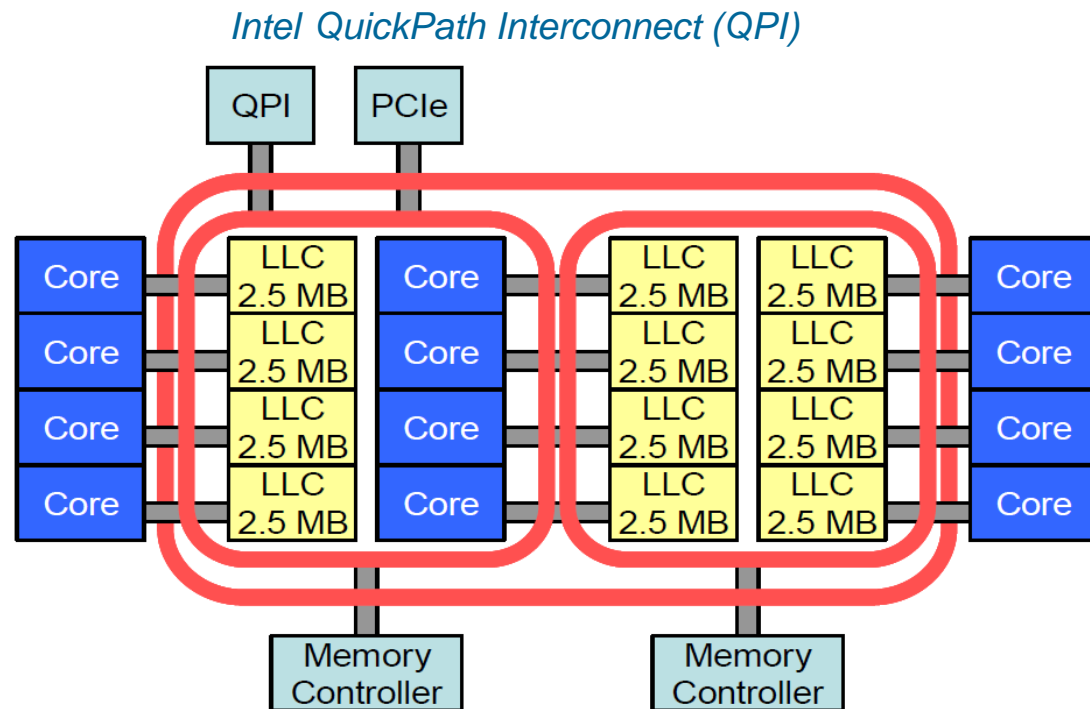 Intel QuickPath Interconnect (QPI)
QPI
PCIe
Core
LLC
2.5 MB
Core
LLC
2.5 MB
LLC
2.5 MB
Core
Core
LLC
2.5 MB
Core
LLC
2.5 MB
LLC
2.5 MB
Core
Core
LLC
2.5 MB
Core
LLC
2.5 MB
LLC
2.5 MB
Core
Core
LLC
2.5 MB
Core
LLC
2.5 MB
LLC
2.5 MB
Core
Memory
Controller
Memory
Controller